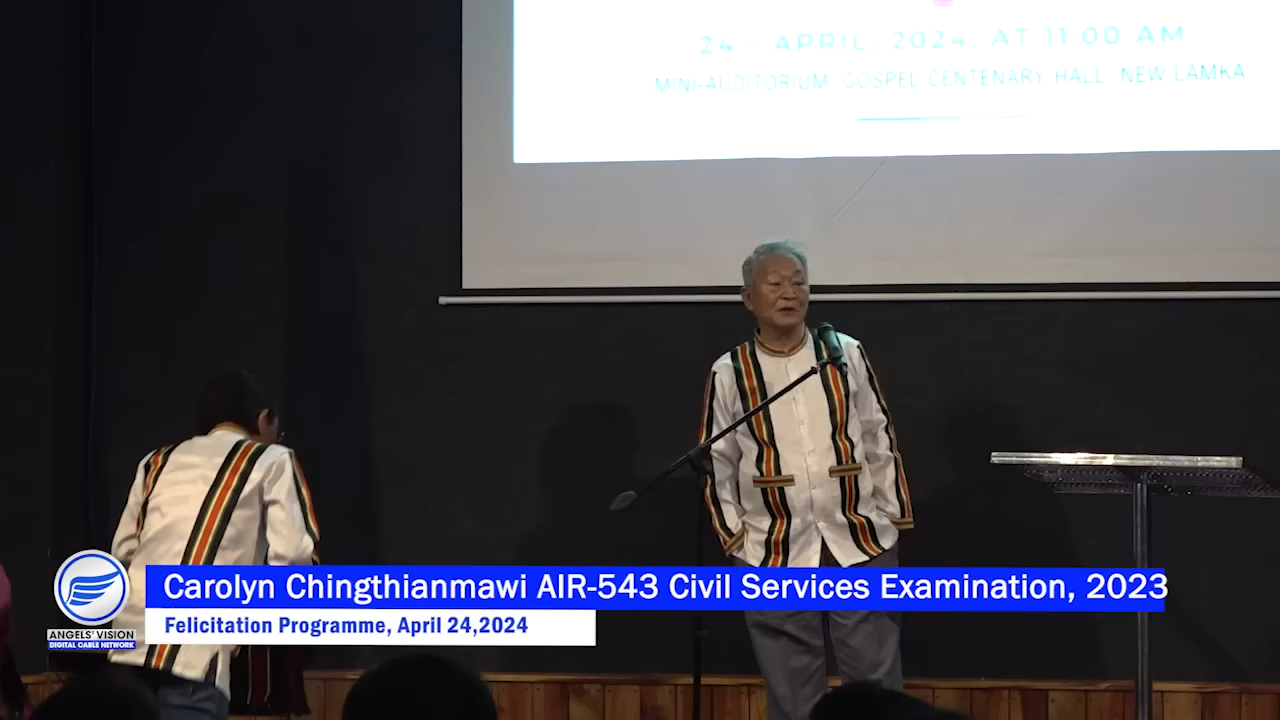 24 - APRIL, 2024, AT 11:00 AM
MINI-AUDITORIUM, GOSPEL CENTENARY HALL, NEW LAMKA
Carolyn Chingthianmawi AIR-543 Civil Services Examination, 2023
Felicitation Programme, April 24,2024
ANGELS' VISION
DIGITAL CABLE NETWORK